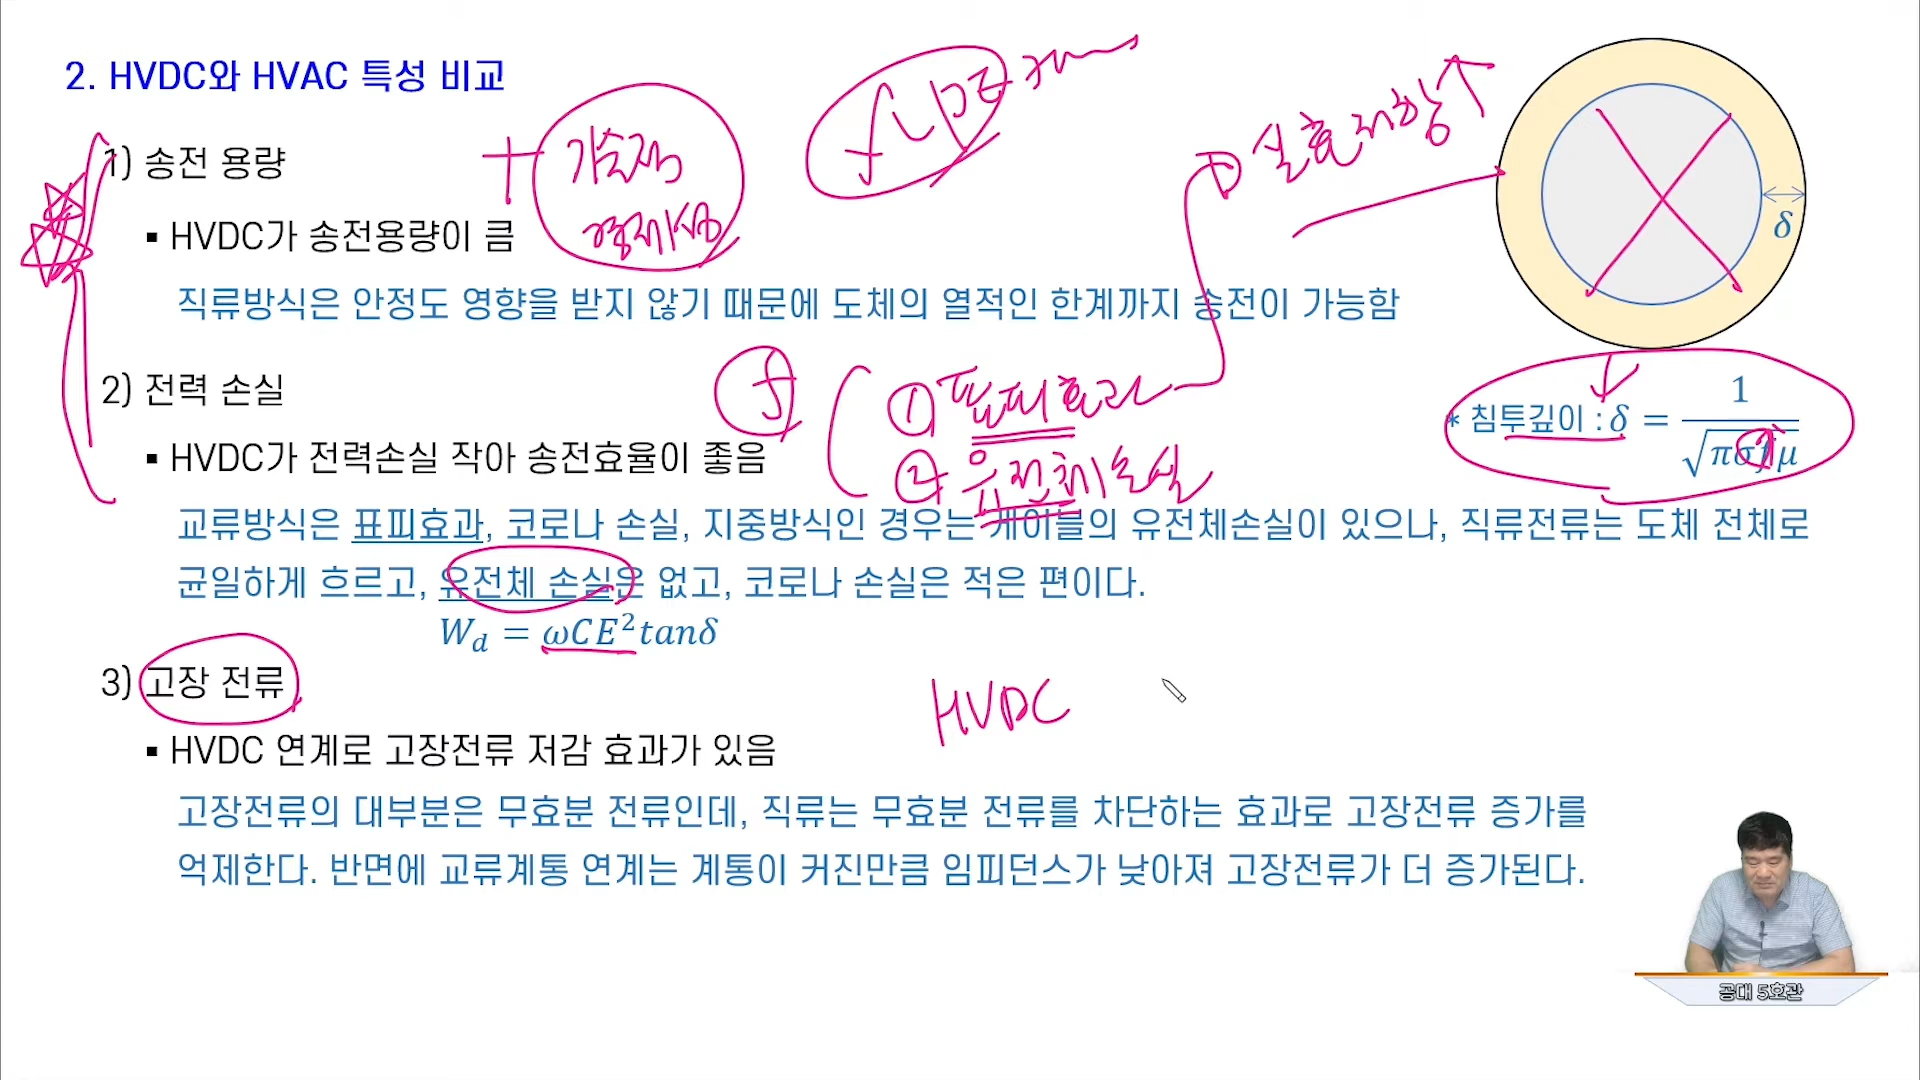 2. HVDC와 HVAC 특성 비교
1) 송전 용량
▪ HVDC가 송전용량이 큼
직류방식은 안정도 영향을 받지 않기 때문에 도체의 열적인 한계까지 송전이 가능함
+ 기술적
경제성
실효저항↑
δ
2) 전력 손실
▪ HVDC가 전력손실 작아 송전효율이 좋음
f
① 표피효과
② 유전체손실
* 침투깊이 : δ = 1/√(πσfμ)
교류방식은 표피효과, 코로나 손실, 지중방식인 경우는 케이블의 유전체손실이 있으나, 직류전류는 도체 전체로
균일하게 흐르고, 유전체 손실은 없고, 코로나 손실은 적은 편이다.
W_d = ωCE²tanδ
3) 고장 전류
HVDC
▪ HVDC 연계로 고장전류 저감 효과가 있음
고장전류의 대부분은 무효분 전류인데, 직류는 무효분 전류를 차단하는 효과로 고장전류 증가를
억제한다. 반면에 교류계통 연계는 계통이 커진만큼 임피던스가 낮아져 고장전류가 더 증가된다.
공대 5호관